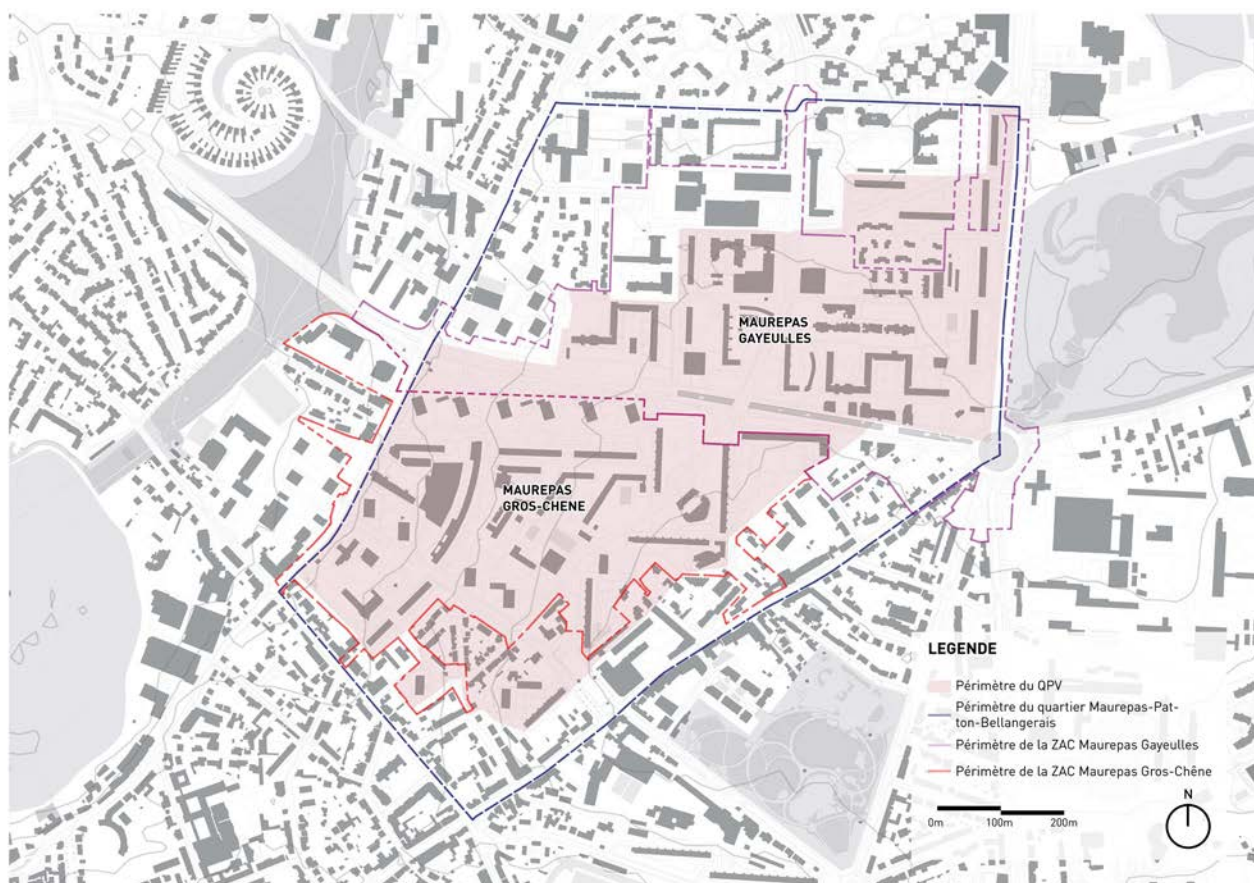 MAUREPAS
GAYEULLES
MAUREPAS
GROS-CHENE
LEGENDE
Périmètre du QPV
Périmètre du quartier Maurepas-Pat-
ton-Bellangerais
Périmètre de la ZAC Maurepas Gayeulles
Périmètre de la ZAC Maurepas Gros-Chêne
N
0m 100m 200m